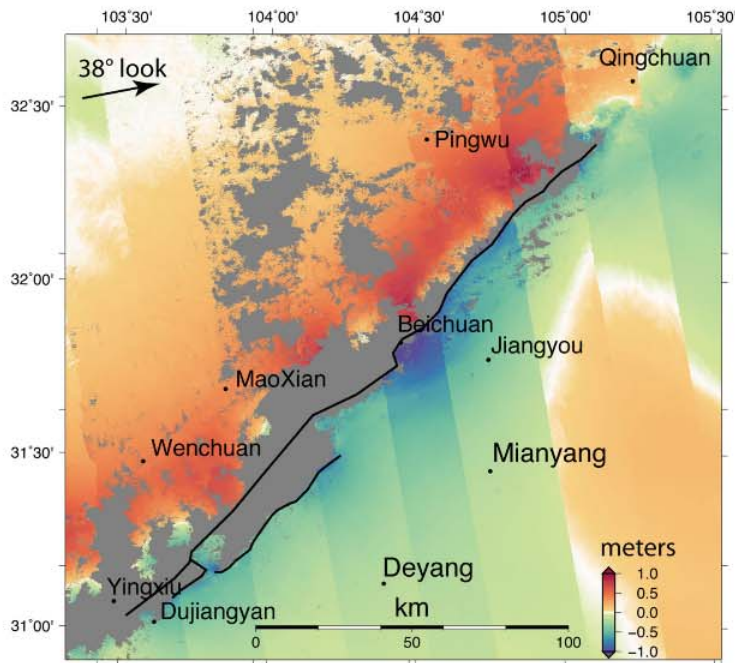 103°30' 104°00' 104°30' 105°00' 105°30'
38° look
Qingchuan
32°30'
Pingwu
32°00'
Beichuan
Jiangyou
MaoXian
31°30'
Wenchuan
Mianyang
meters
Deyang
1.0
0.5
0.0
-0.5
-1.0
Yingxiu
km
Dujiangyan
31°00'
0 50 100